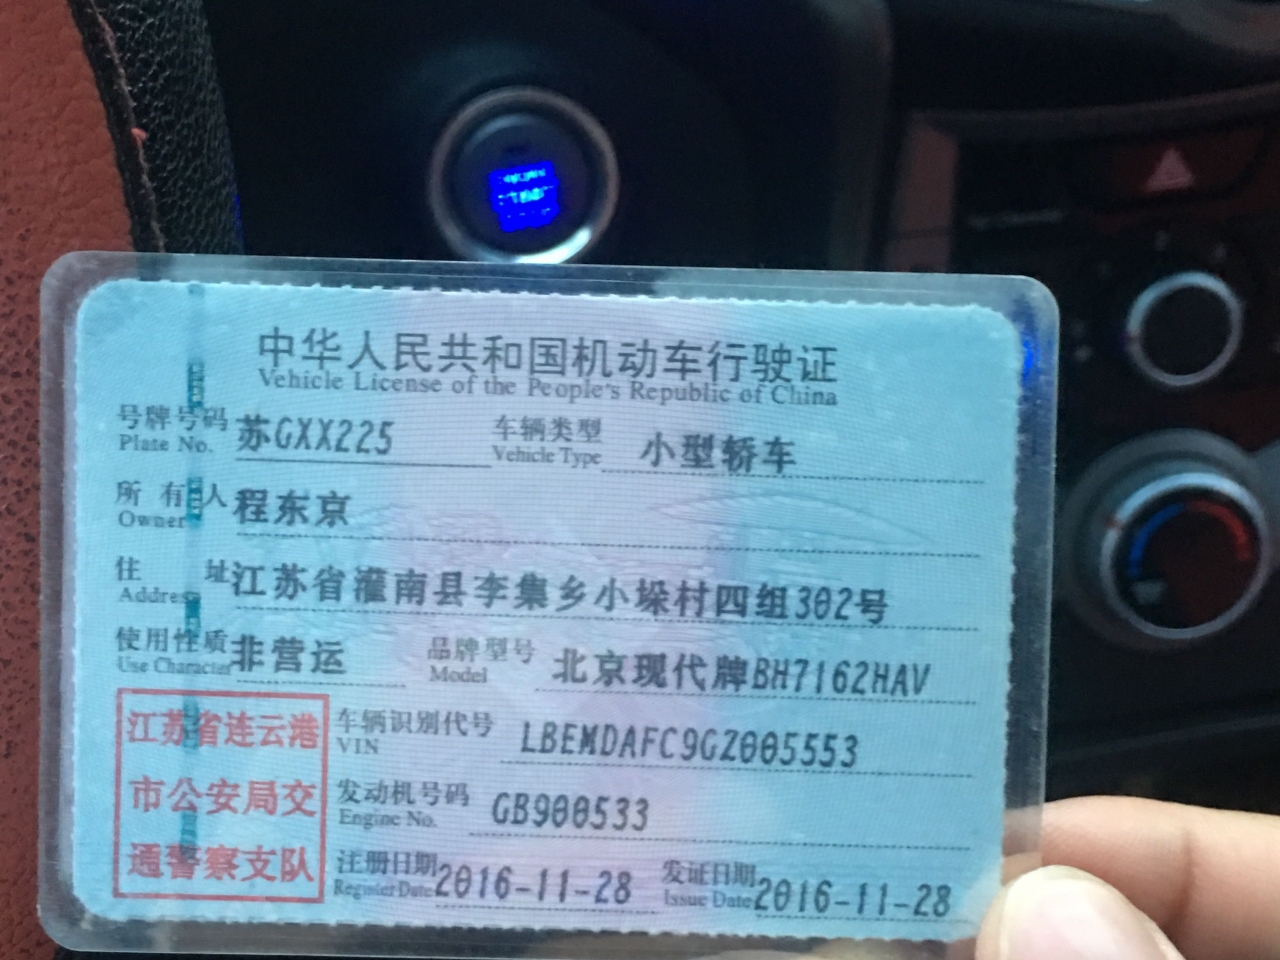 中华人民共和国机动车行驶证
Vehicle License of the People's Republic of China
号牌号码 苏GXX225 车辆类型 小型轿车
Plate No. Vehicle Type
所有人 程东京
Owner
住址 江苏省灌南县李集乡小垛村四组302号
Address
使用性质 非营运 品牌型号 北京现代牌BH7162HAV
Use Character Model
江苏省连云港
市公安局交
通警察支队
车辆识别代号 LBEMDAFC9GZ005553
VIN
发动机号码 GB900533
Engine No.
注册日期 2016-11-28 发证日期 2016-11-28
Register Date Issue Date